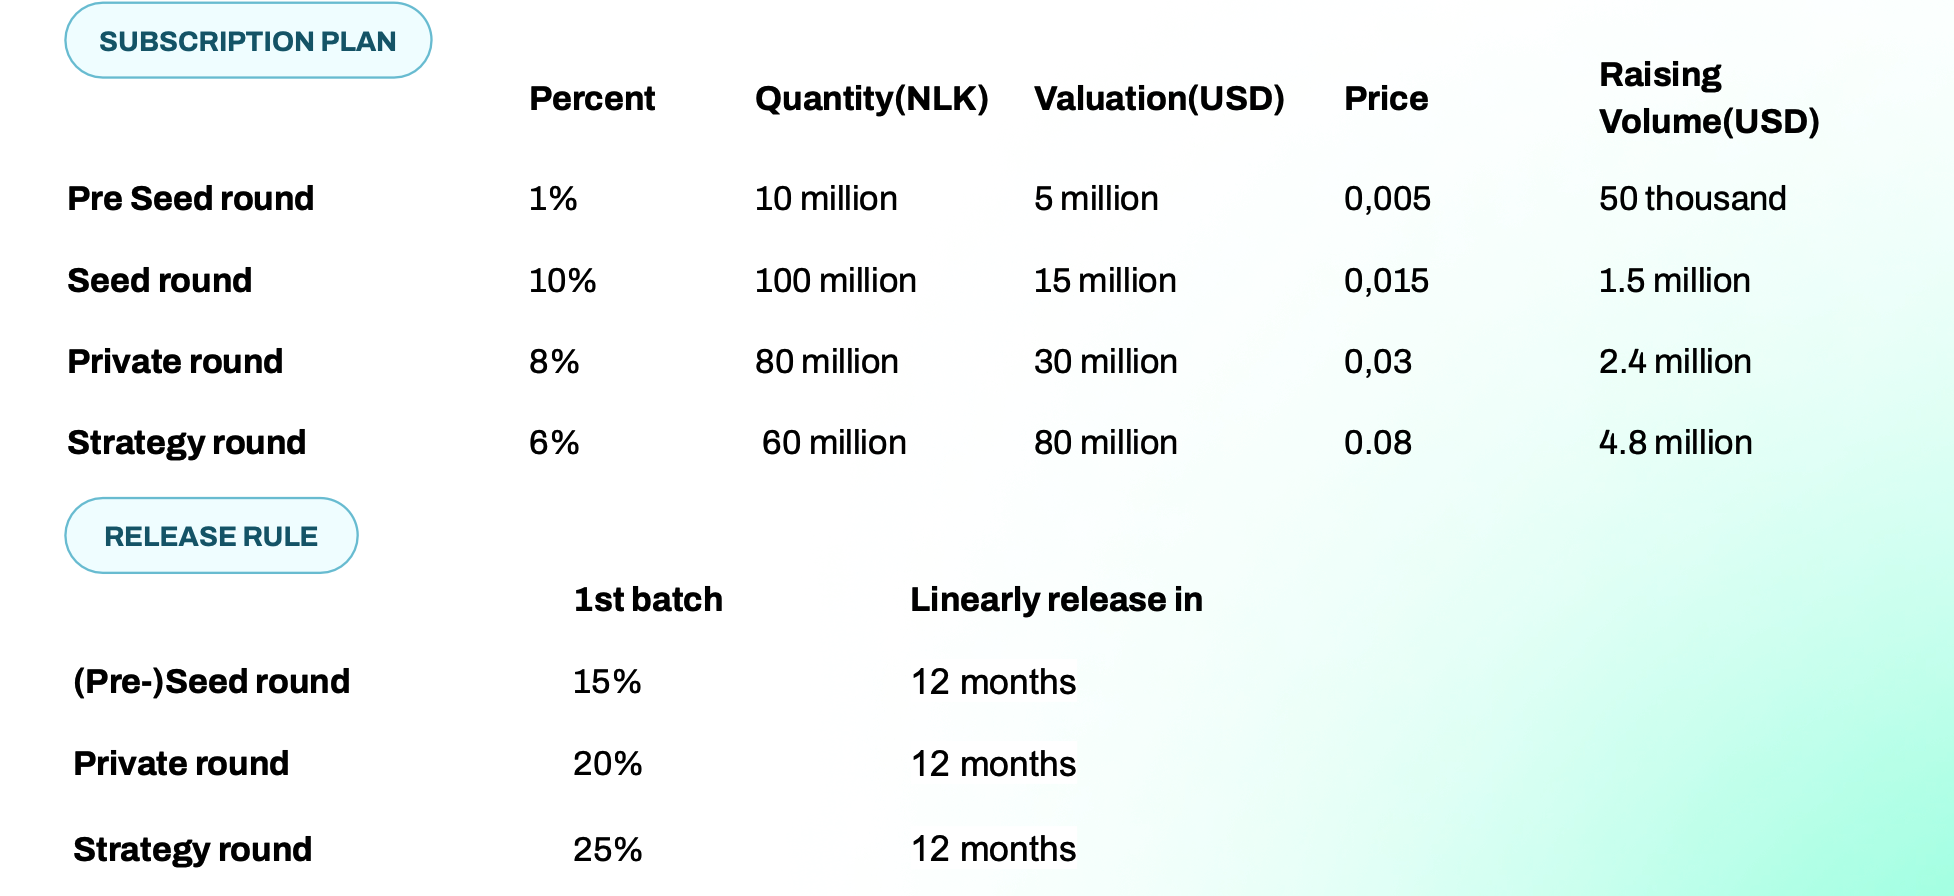 SUBSCRIPTION PLAN
Percent Quantity(NLK) Valuation(USD) Price Raising
Volume(USD)
Pre Seed round 1% 10 million 5 million 0,005 50 thousand
Seed round 10% 100 million 15 million 0,015 1.5 million
Private round 8% 80 million 30 million 0,03 2.4 million
Strategy round 6% 60 million 80 million 0.08 4.8 million
RELEASE RULE
1st batch Linearly release in
(Pre-)Seed round 15% 12 months
Private round 20% 12 months
Strategy round 25% 12 months